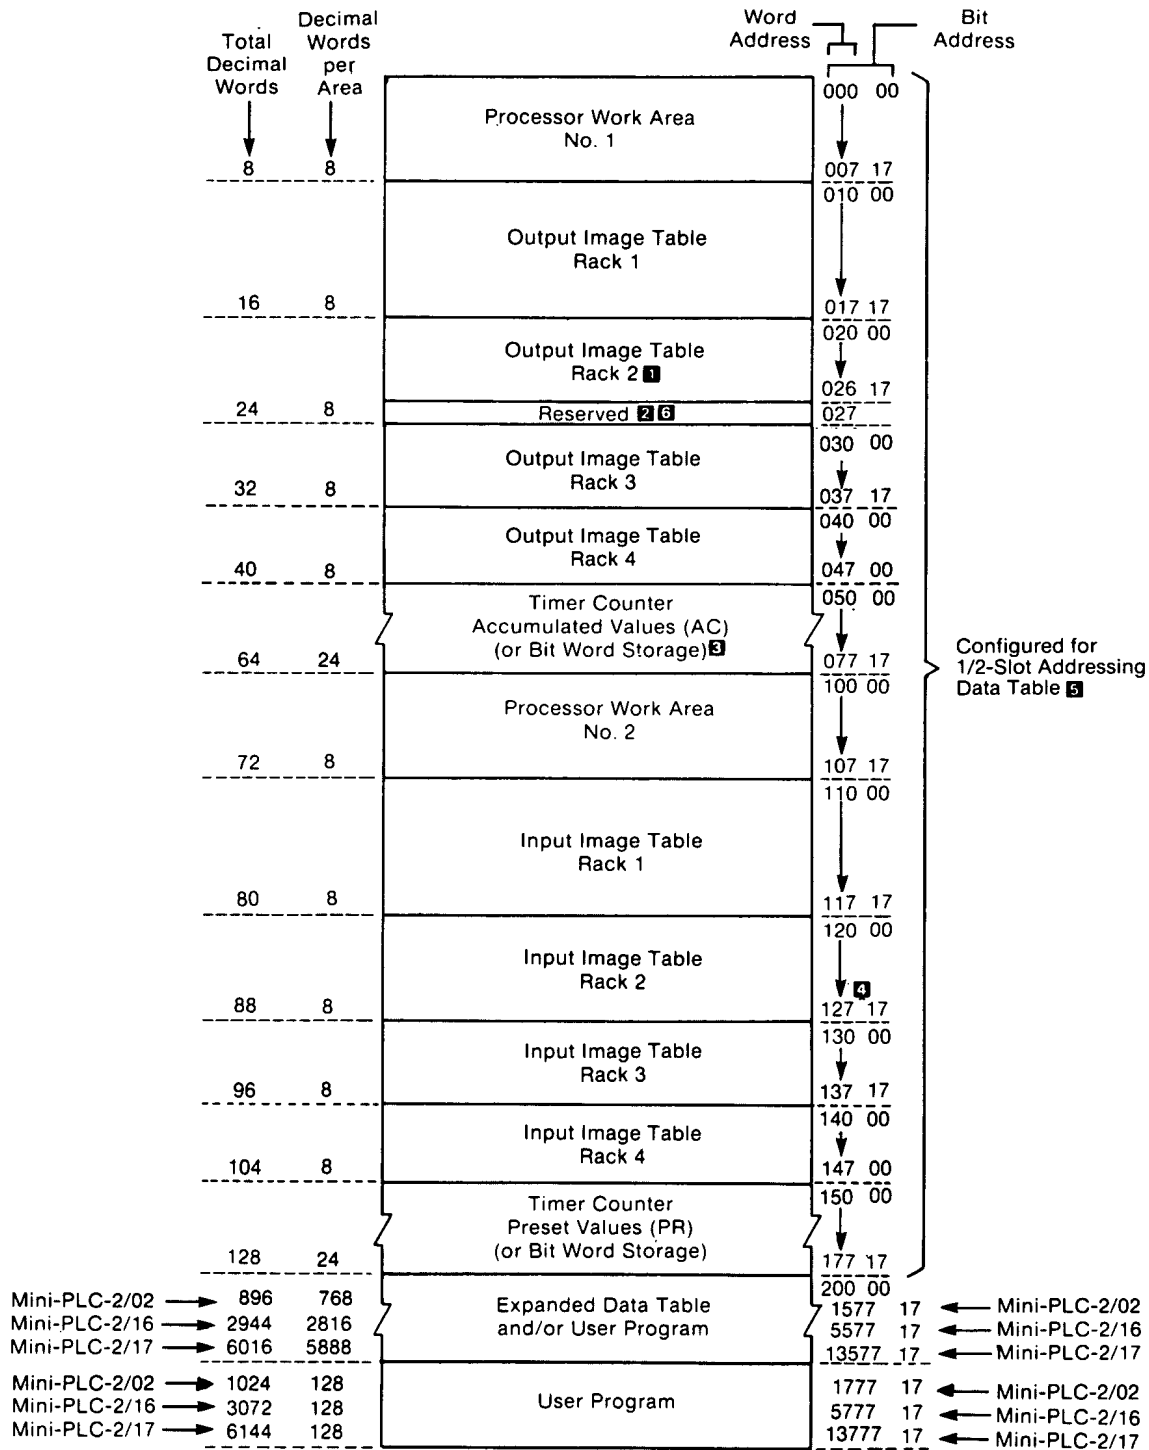 Total
Decimal
Words
Decimal
Words
per
Area
Word
Address
Bit
Address
000 00
Processor Work Area
No. 1
8 8
007 17
010 00
Output Image Table
Rack 1
16 8
017 17
020 00
Output Image Table
Rack 2 1
026 17
24 8
Reserved 2 6
027
030 00
Output Image Table
Rack 3
32 8
037 17
040 00
Output Image Table
Rack 4
40 8
047 00
050 00
Timer Counter
Accumulated Values (AC)
(or Bit Word Storage) 3
64 24
077 17
100 00
Configured for
1/2-Slot Addressing
Data Table 5
Processor Work Area
No. 2
72 8
107 17
110 00
Input Image Table
Rack 1
80 8
117 17
120 00
Input Image Table
Rack 2
4
88 8
127 17
130 00
Input Image Table
Rack 3
96 8
137 17
140 00
Input Image Table
Rack 4
104 8
147 00
150 00
Timer Counter
Preset Values (PR)
(or Bit Word Storage)
128 24
177 17
200 00
Mini-PLC-2/02 896 768
Mini-PLC-2/16 2944 2816
Mini-PLC-2/17 6016 5888
Expanded Data Table
and/or User Program
1577 17 Mini-PLC-2/02
5577 17 Mini-PLC-2/16
13577 17 Mini-PLC-2/17
Mini-PLC-2/02 1024 128
Mini-PLC-2/16 3072 128
Mini-PLC-2/17 6144 128
User Program
1777 17 Mini-PLC-2/02
5777 17 Mini-PLC-2/16
13777 17 Mini-PLC-2/17